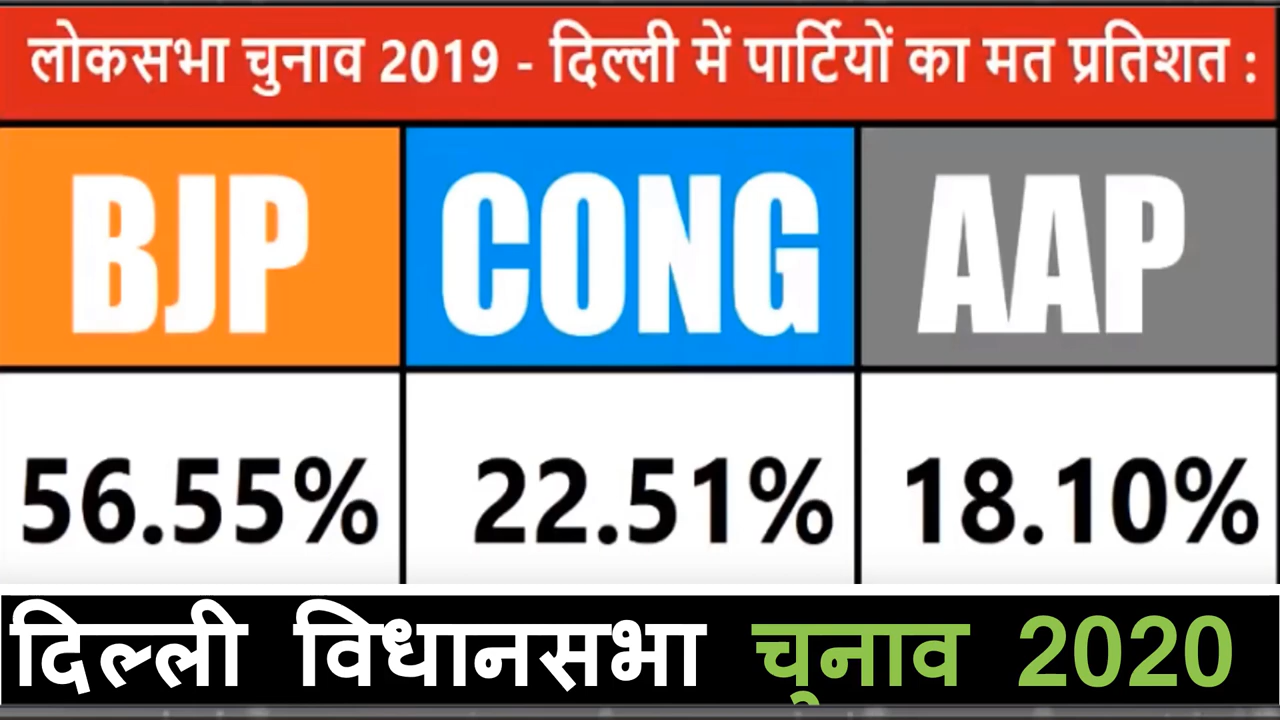 लोकसभा चुनाव 2019 - दिल्ली में पार्टियों का मत प्रतिशत :
BJP CONG AAP
56.55% 22.51% 18.10%
दिल्ली विधानसभा चुनाव 2020